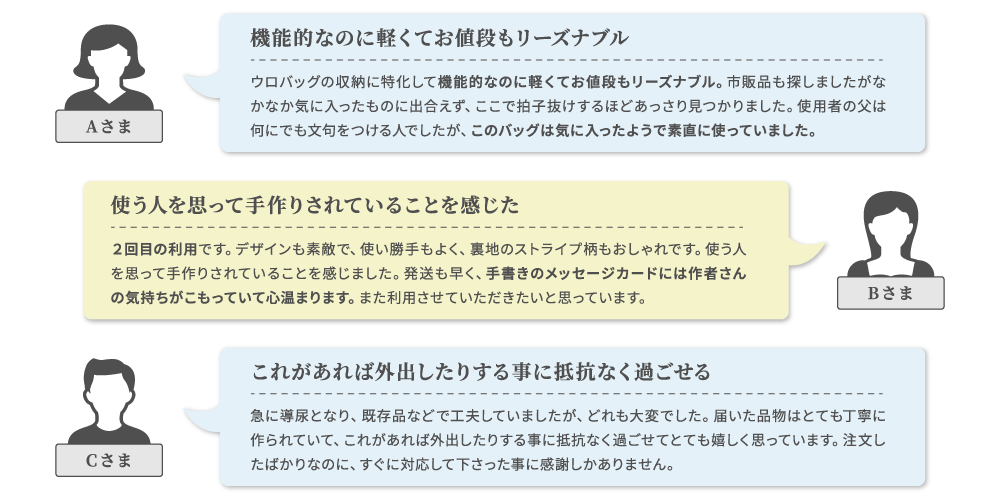 機能的なのに軽くてお値段もリーズナブル
ウロバッグの収納に特化して機能的なのに軽くてお値段もリーズナブル。市販品も探しましたがな
かなか気に入ったものに出合えず、ここで拍子抜けするほどあっさり見つかりました。使用者の父は
何にでも文句をつける人でしたが、このバッグは気に入ったようで素直に使っていました。
Aさま
使う人を思って手作りされていることを感じた
２回目の利用です。デザインも素敵で、使い勝手もよく、裏地のストライプ柄もおしゃれです。使う人
を思って手作りされていることを感じました。発送も早く、手書きのメッセージカードには作者さん
の気持ちがこもっていて心温まります。また利用させていただきたいと思っています。
Bさま
これがあれば外出したりする事に抵抗なく過ごせる
急に導尿となり、既存品などで工夫していましたが、どれも大変でした。届いた品物はとても丁寧に
作られていて、これがあれば外出したりする事に抵抗なく過ごせてとても嬉しく思っています。注文し
たばかりなのに、すぐに対応して下さった事に感謝しかありません。
Cさま